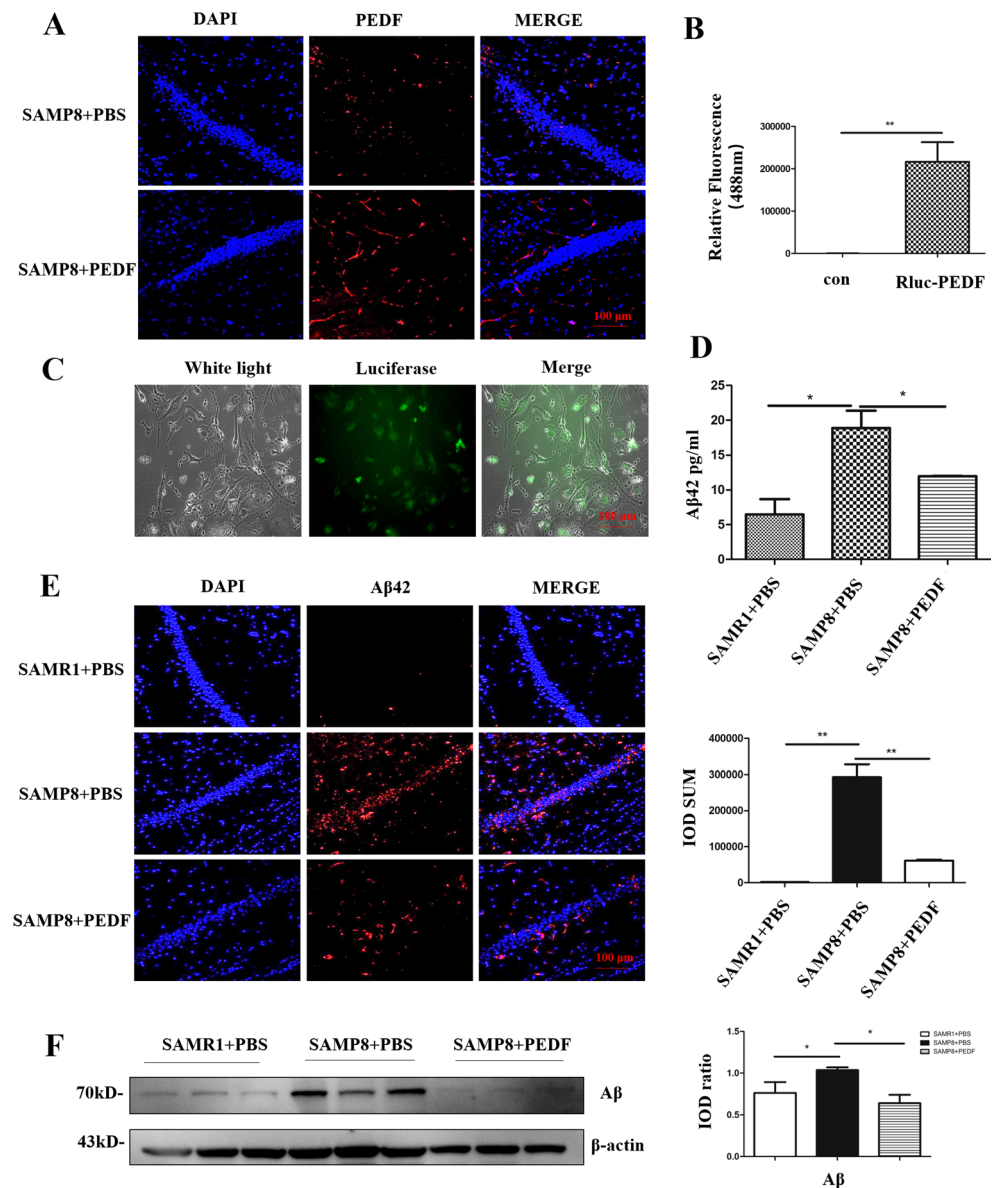 A
DAPI PEDF MERGE
SAMP8+PBS
SAMP8+PEDF
100 μm
B
**
Relative Fluorescence
(488nm)
300000
200000
100000
0
con Rluc-PEDF
C
White light Luciferase Merge
100 μm
D
Aβ42 pg/ml
25
20
15
10
5
0
* *
SAMR1+PBS
SAMP8+PBS
SAMP8+PEDF
E
DAPI Aβ42 MERGE
SAMR1+PBS
SAMP8+PBS
SAMP8+PEDF
100 μm
IOD SUM
400000
300000
200000
100000
0
** **
SAMR1+PBS
SAMP8+PBS
SAMP8+PEDF
F
SAMR1+PBS SAMP8+PBS SAMP8+PEDF
70kD- Aβ
43kD- β-actin
IOD ratio
1.5
1.0
0.5
0.0
* *
SAMR1+PBS
SAMP8+PBS
SAMP8+PEDF
Aβ